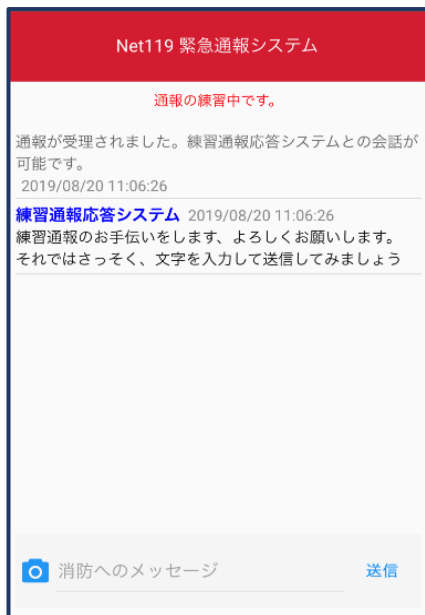 Net119 緊急通報システム
通報の練習中です。
通報が受理されました。練習通報応答システムとの会話が
可能です。
2019/08/20 11:06:26
練習通報応答システム 2019/08/20 11:06:26
練習通報のお手伝いをします、よろしくお願いします。
それではさっそく、文字を入力して送信してみましょう
消防へのメッセージ 送信